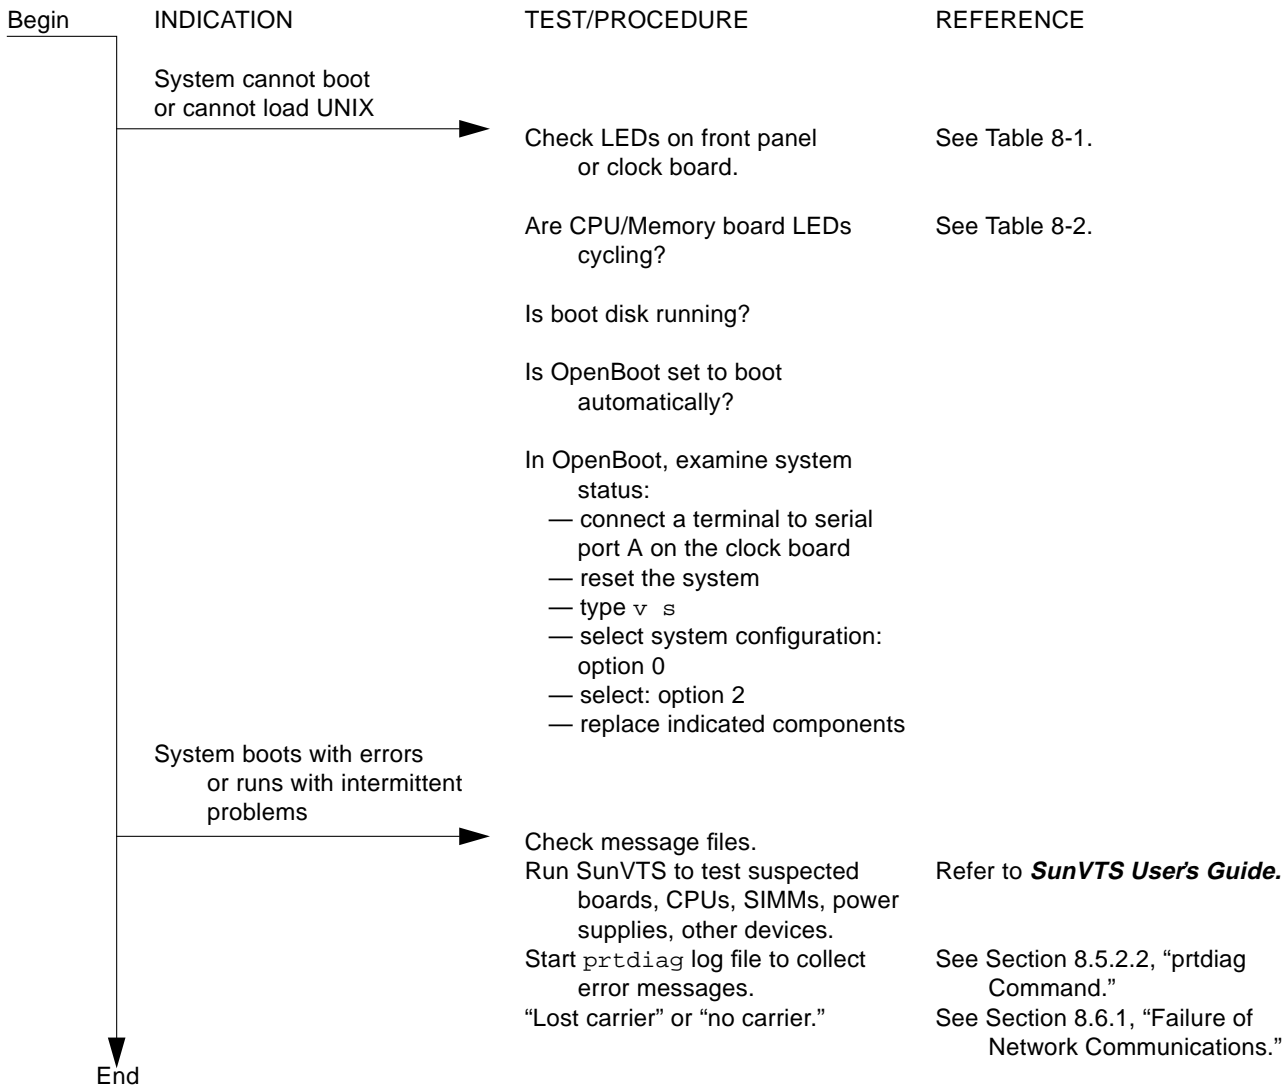 Begin INDICATION TEST/PROCEDURE REFERENCE
System cannot boot
or cannot load UNIX
Check LEDs on front panel See Table 8-1.
or clock board.
Are CPU/Memory board LEDs See Table 8-2.
cycling?
Is boot disk running?
Is OpenBoot set to boot
automatically?
In OpenBoot, examine system
status:
— connect a terminal to serial
port A on the clock board
— reset the system
— type v s
— select system configuration:
option 0
— select: option 2
— replace indicated components
System boots with errors
or runs with intermittent
problems
Check message files.
Run SunVTS to test suspected Refer to SunVTS User's Guide.
boards, CPUs, SIMMs, power
supplies, other devices.
Start prtdiag log file to collect See Section 8.5.2.2, “prtdiag
error messages. Command.”
“Lost carrier” or “no carrier.” See Section 8.6.1, “Failure of
Network Communications.”
End